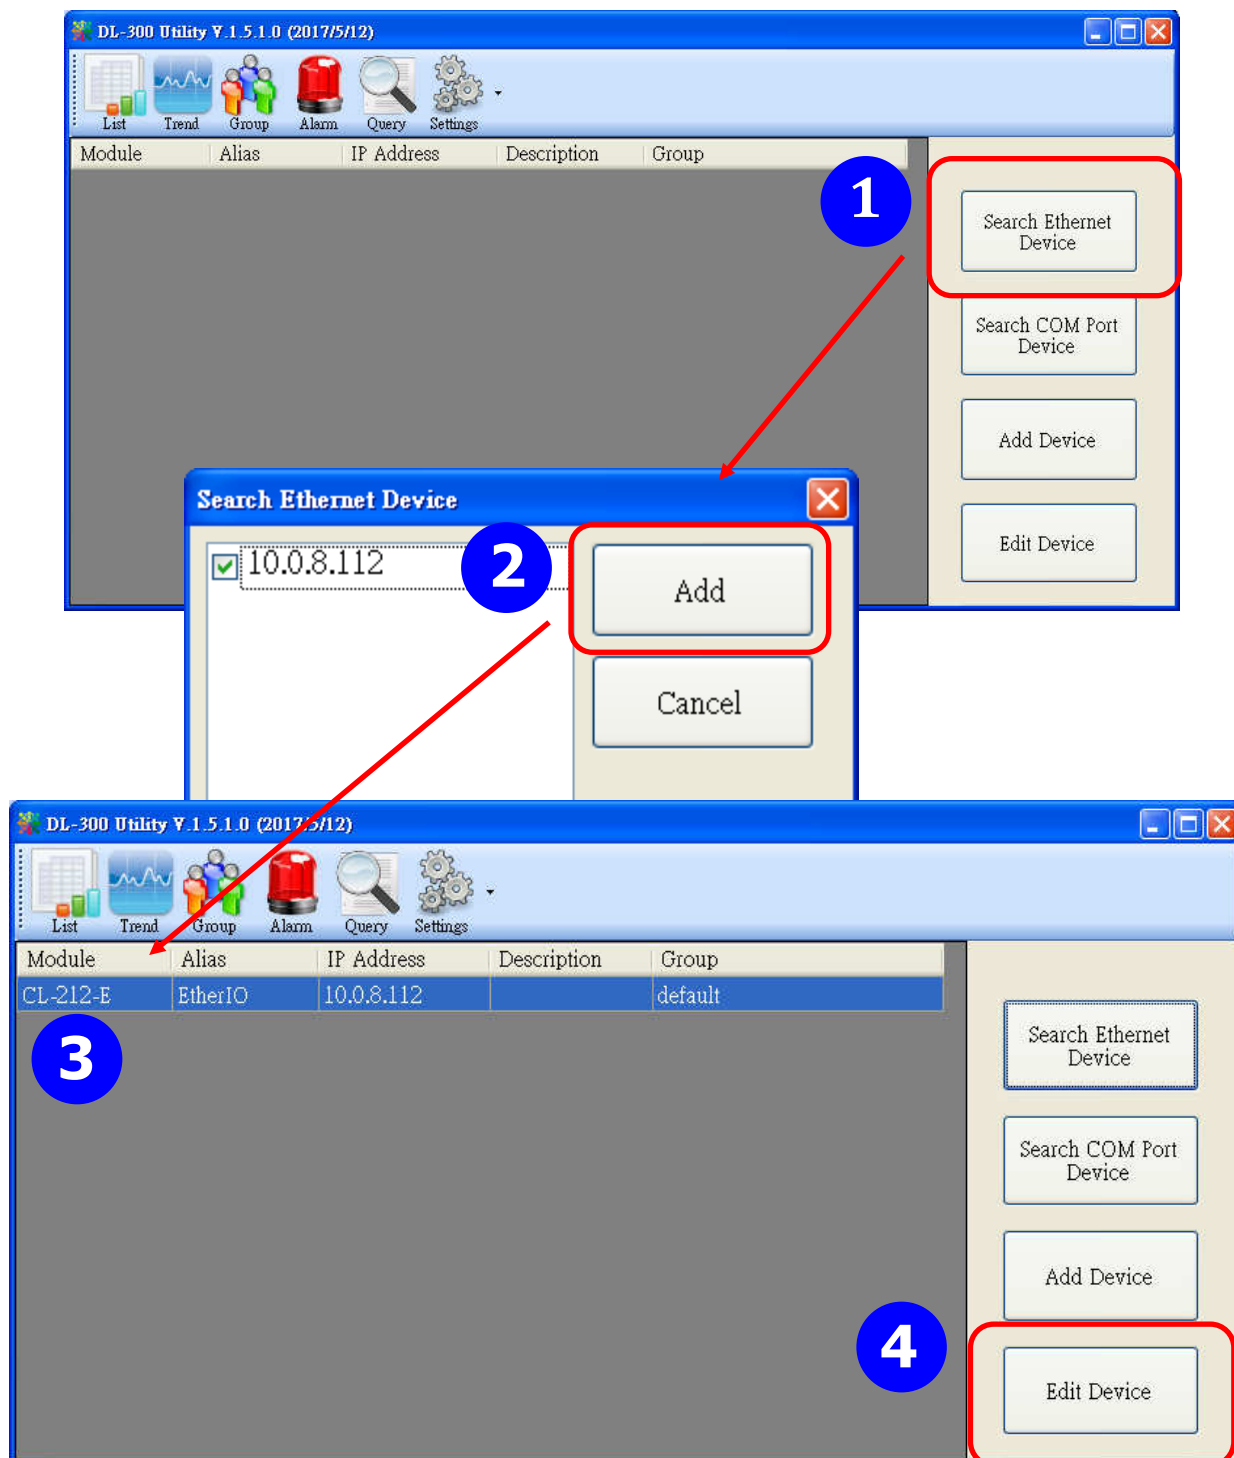 DL-300 Utility V.1.5.1.0 (2017/5/12)
List Trend Group Alarm Query Settings
Module Alias IP Address Description Group
1
Search Ethernet
Device
Search COM Port
Device
Add Device
Edit Device
Search Ethernet Device
10.0.8.112
2
Add
Cancel
DL-300 Utility V.1.5.1.0 (2017/5/12)
List Trend Group Alarm Query Settings
Module Alias IP Address Description Group
CL-212-E EtherIO 10.0.8.112 default
3
Search Ethernet
Device
Search COM Port
Device
Add Device
4
Edit Device